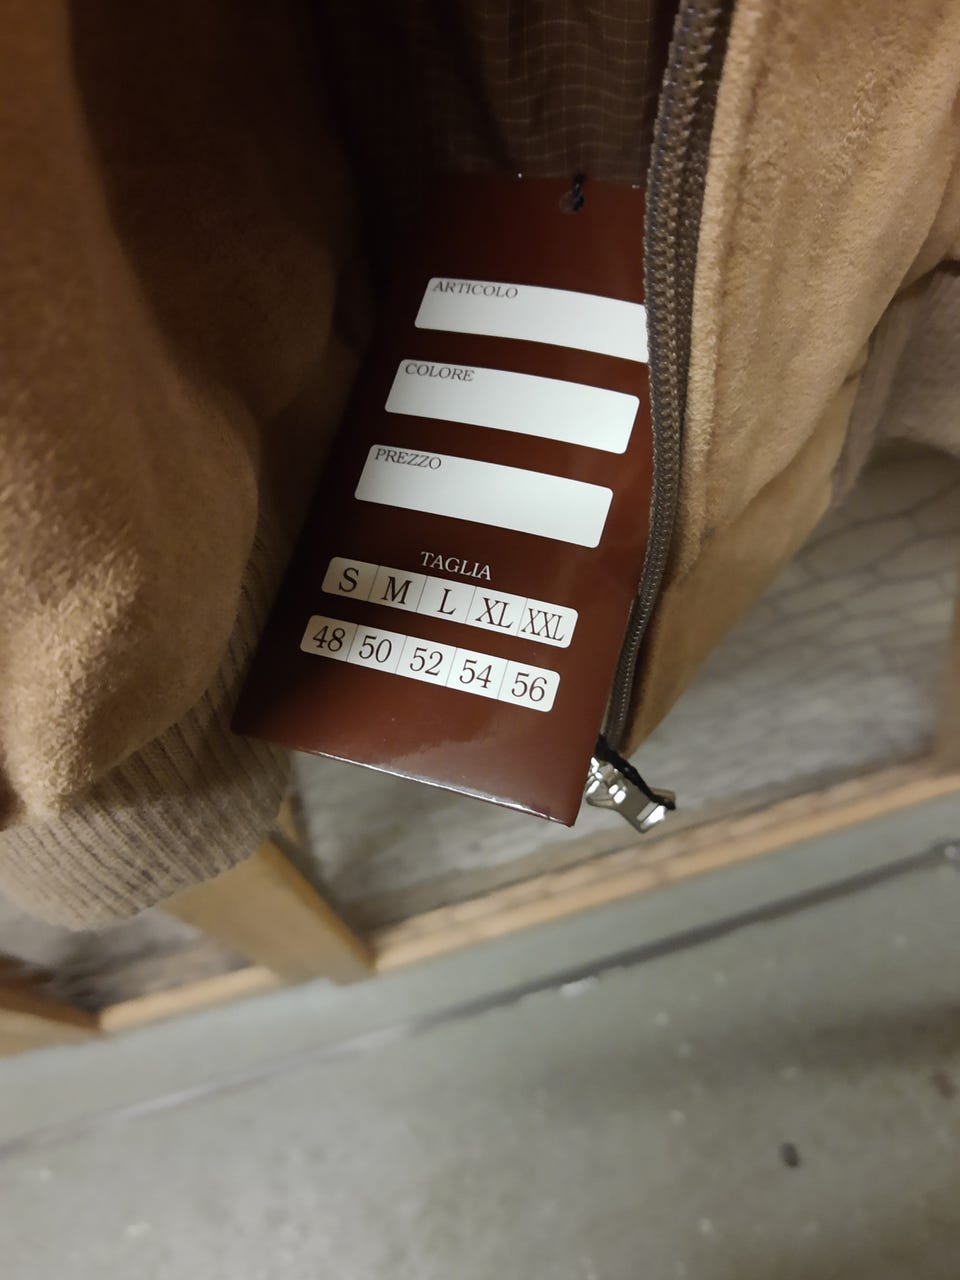 ARTICOLO
COLORE
PREZZO
TAGLIA
S M L XL XXL
48 50 52 54 56